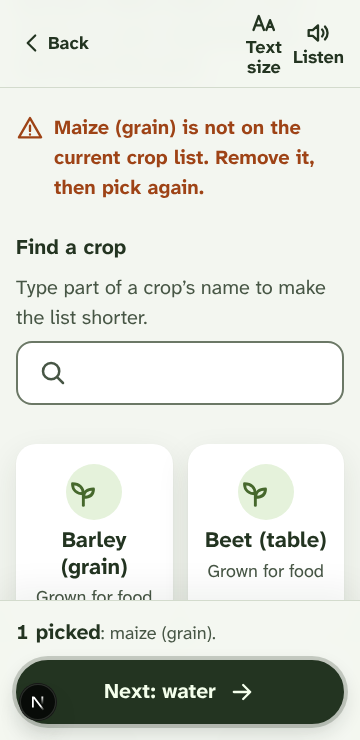 Back
Text
size
Listen
Maize (grain) is not on the
current crop list. Remove it,
then pick again.
Find a crop
Type part of a crop’s name to make
the list shorter.
Barley
(grain)
Grown for food
Beet (table)
Grown for food
1 picked: maize (grain).
N
Next: water